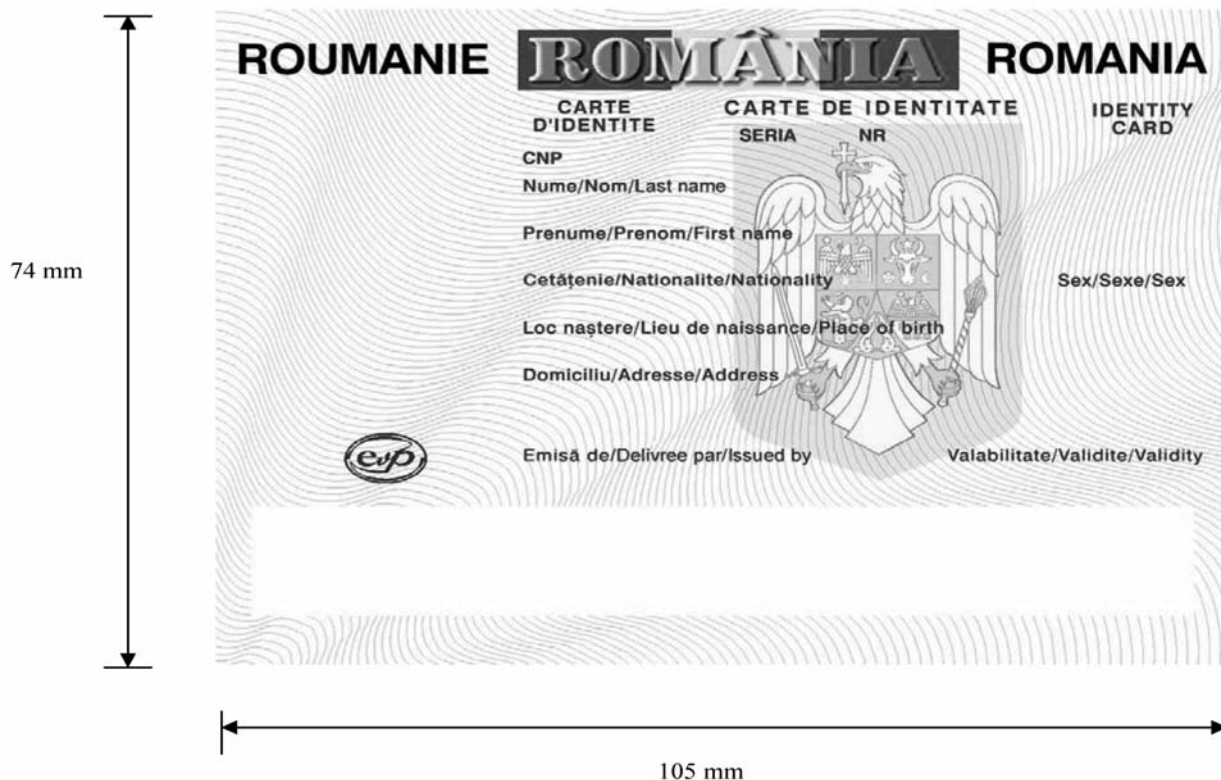 ROUMANIE ROMÂNIA ROMANIA
CARTE D'IDENTITE CARTE DE IDENTITATE IDENTITY CARD
SERIA NR
CNP
Nume/Nom/Last name
Prenume/Prenom/First name
74 mm
Cetățenie/Nationalite/Nationality Sex/Sexe/Sex
Loc naștere/Lieu de naissance/Place of birth
Domiciliu/Adresse/Address
Emisă de/Delivree par/Issued by Valabilitate/Validite/Validity
evp
105 mm